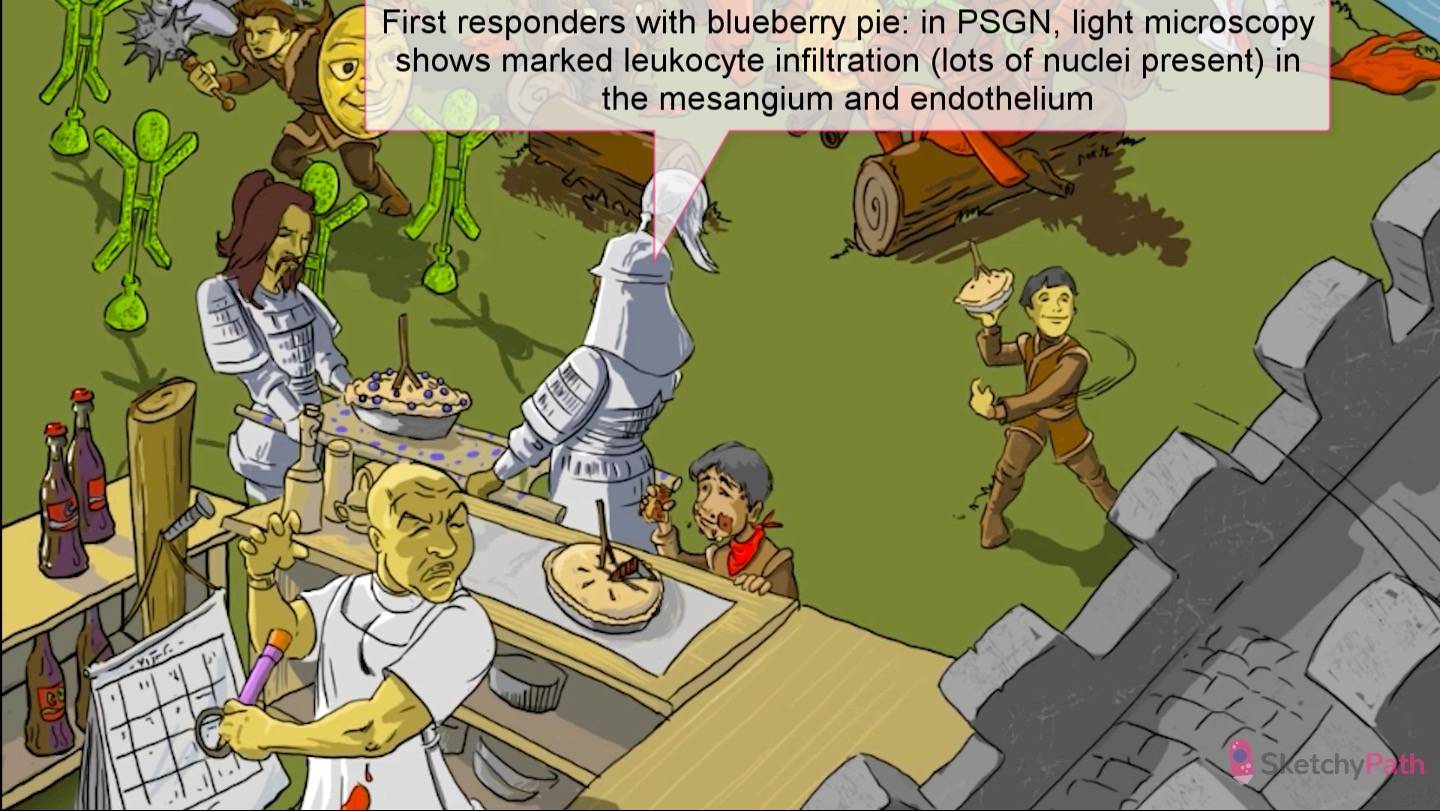 First responders with blueberry pie: in PSGN, light microscopy
shows marked leukocyte infiltration (lots of nuclei present) in
the mesangium and endothelium
SketchyPath